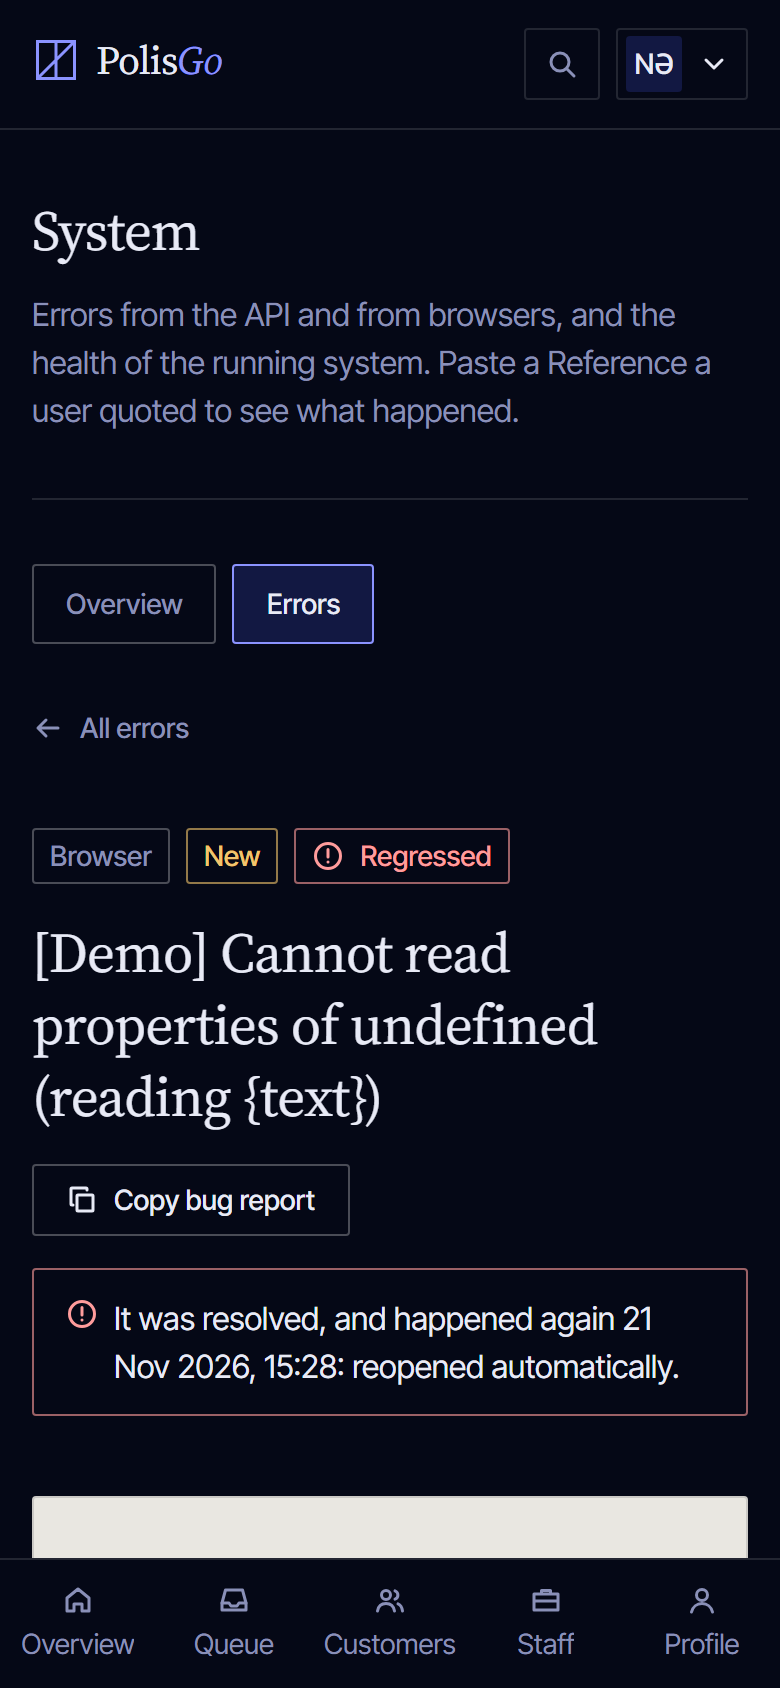 PolisGo
NƏ
System
Errors from the API and from browsers, and the
health of the running system. Paste a Reference a
user quoted to see what happened.
Overview
Errors
All errors
Browser
New
Regressed
[Demo] Cannot read
properties of undefined
(reading {text})
Copy bug report
It was resolved, and happened again 21
Nov 2026, 15:28: reopened automatically.
Overview
Queue
Customers
Staff
Profile